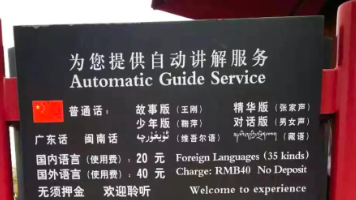 为您提供自动讲解服务
Automatic Guide Service
普通话: 故事版（王刚） 精华版（张家声）
少年版（鞠萍） 对话版（男女声）
广东话 闽南话 ئۇيغۇرچە（维吾尔语） （藏语）
国内语言（使用费）: 20 元 Foreign Languages (35 kinds)
国外语言（使用费）: 40 元 Charge: RMB40 No Deposit
无须押金 欢迎聆听 Welcome to experience